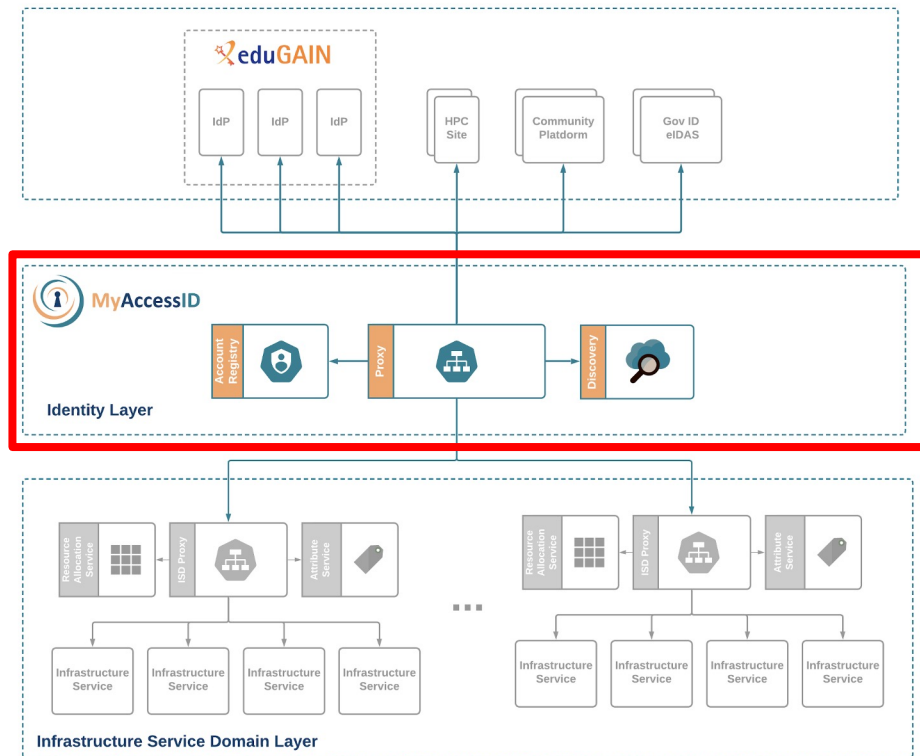 eduGAIN
IdP
IdP
IdP
HPC
Site
Community
Platdorm
Gov ID
eIDAS
MyAccessID
Account
Registry
Proxy
Discovery
Identity Layer
Resource
Allocation
Service
ISD Proxy
Attribute
Service
Resource
Allocation
Service
ISD Proxy
Attribute
Service
...
Infrastructure
Service
Infrastructure
Service
Infrastructure
Service
Infrastructure
Service
Infrastructure
Service
Infrastructure
Service
Infrastructure
Service
Infrastructure
Service
Infrastructure Service Domain Layer